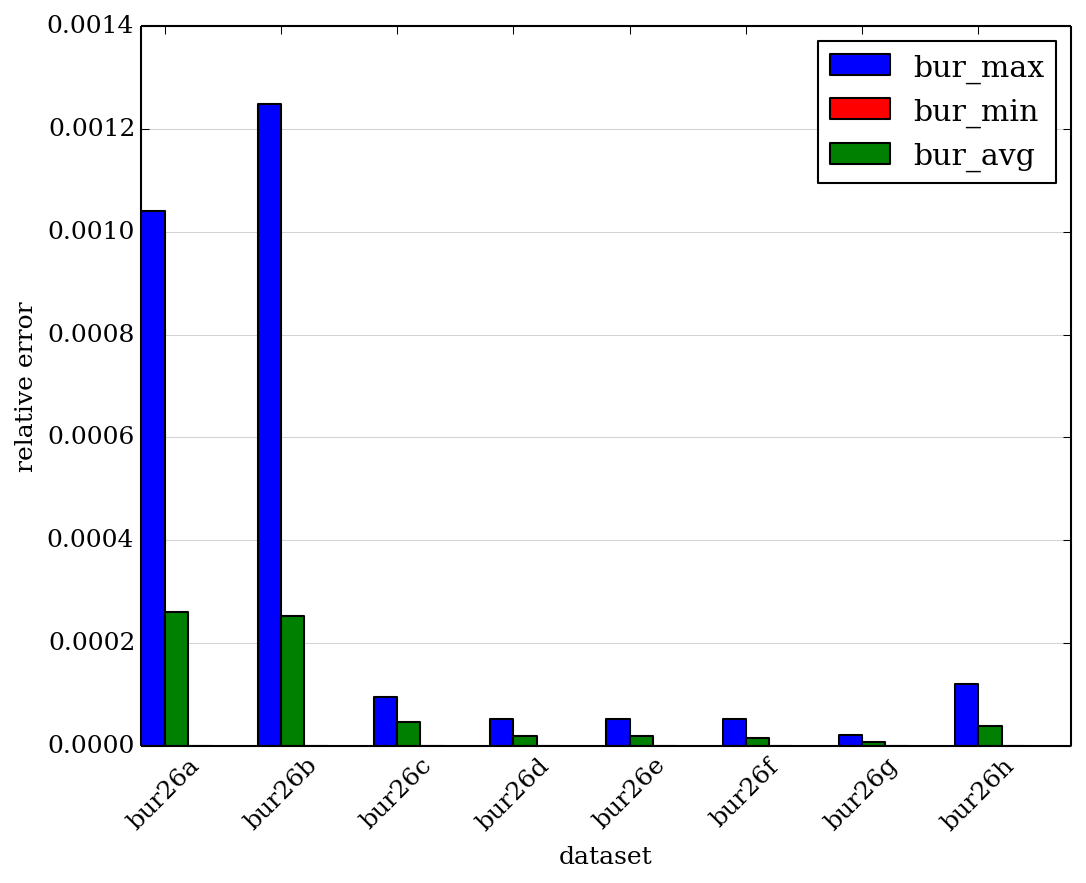 0.0014
0.0012
0.0010
0.0008
0.0006
0.0004
0.0002
0.0000
relative error
bur_max
bur_min
bur_avg
bur26a
bur26b
bur26c
bur26d
bur26e
bur26f
bur26g
bur26h
dataset